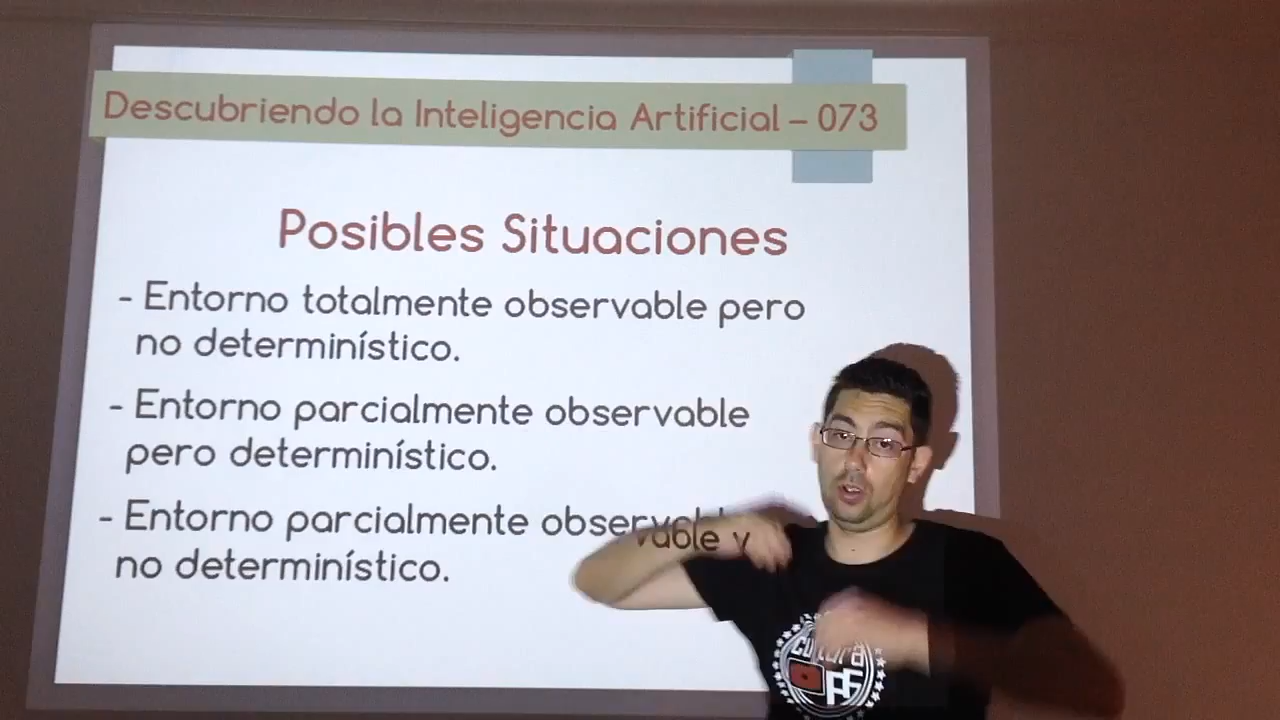 Descubriendo la Inteligencia Artificial – 073
Posibles Situaciones
- Entorno totalmente observable pero
no determinístico.
- Entorno parcialmente observable
pero determinístico.
- Entorno parcialmente observable y
no determinístico.